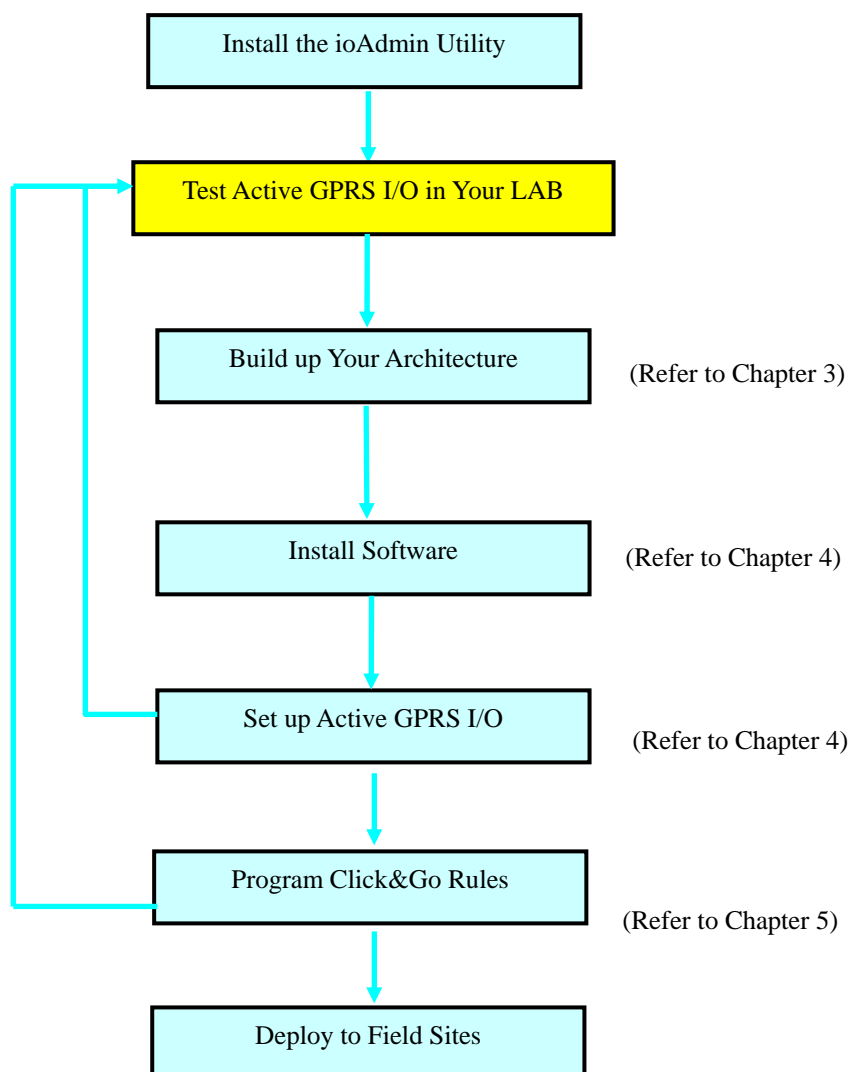 Install the ioAdmin Utility
Test Active GPRS I/O in Your LAB
Build up Your Architecture
(Refer to Chapter 3)
Install Software
(Refer to Chapter 4)
Set up Active GPRS I/O
(Refer to Chapter 4)
Program Click&Go Rules
(Refer to Chapter 5)
Deploy to Field Sites